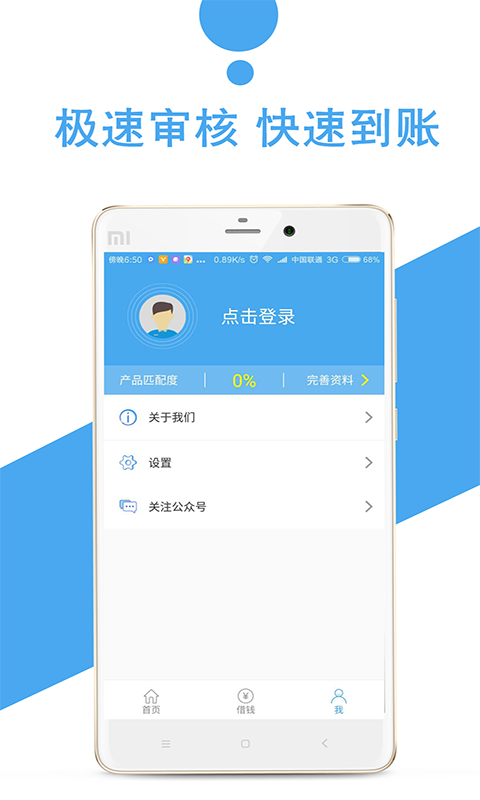 极速审核 快速到账
mi
傍晚6:50 ... 0.89K/s 中国联通 3G 68%
点击登录
产品匹配度 0% 完善资料
关于我们
设置
关注公众号
首页 借钱 我